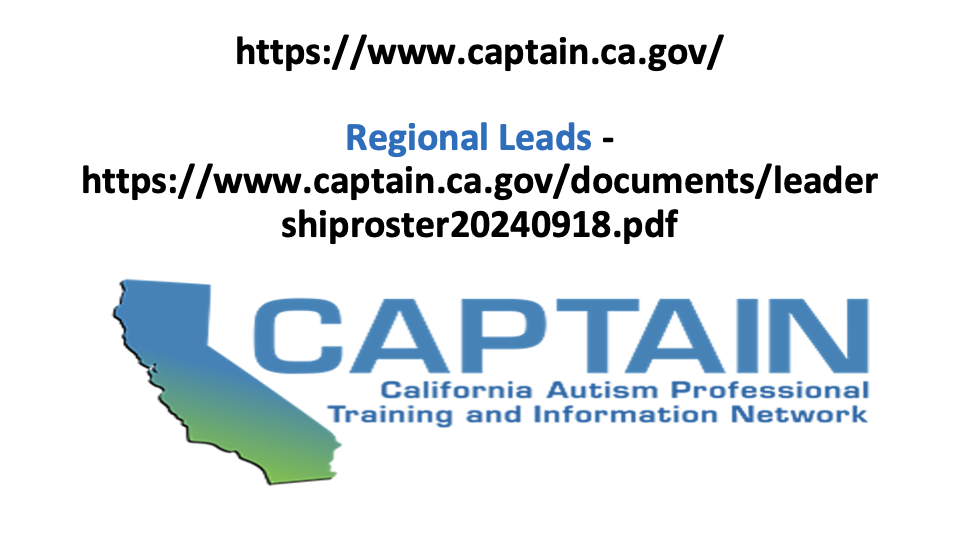 https://www.captain.ca.gov/
Regional Leads -
https://www.captain.ca.gov/documents/leader
shiproster20240918.pdf
CAPTAIN
California Autism Professional
Training and Information Network